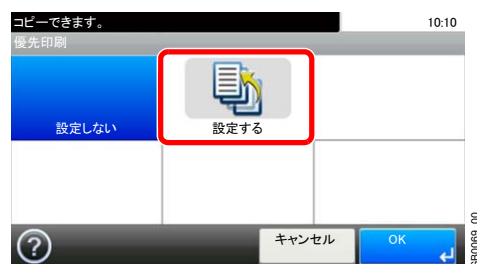 コピーできます。 10:10
優先印刷
設定しない 設定する
キャンセル OK
GB0069_00